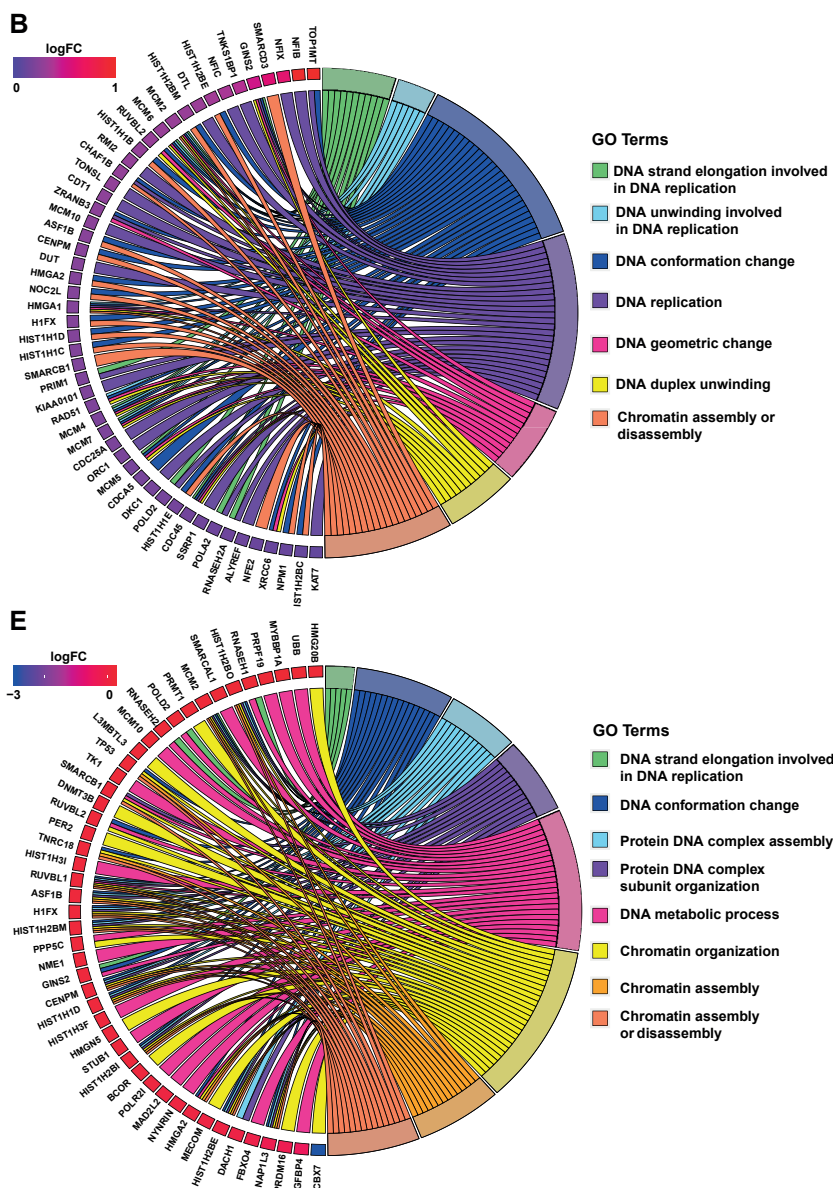 B
logFC
0
1
TOP1MT
NFIB
NFIX
SMARCD3
GINS2
TNKS1BP1
NFIC
HIST1H2BE
DTL
HIST1H2BM
MCM2
MCM6
RUVBL2
HIST1H1B
RMI2
CHAF1B
TONSL
CDT1
ZRANB3
MCM10
ASF1B
CENPM
DUT
HMGA2
NOC2L
HMGA1
H1FX
HIST1H1D
HIST1H1C
SMARCB1
PRIM1
KIAA0101
RAD51
MCM4
MCM7
CDC25A
ORC1
MCM5
CDCA5
DKC1
POLD2
HIST1H1E
CDC45
SSRP1
POLA2
RNASEH2A
ALYREF
NFE2
XRCC6
NPM1
IST1H2BC
KAT7
GO Terms
DNA strand elongation involved
in DNA replication
DNA unwinding involved
in DNA replication
DNA conformation change
DNA replication
DNA geometric change
DNA duplex unwinding
Chromatin assembly or
disassembly
E
logFC
−3
0
HMG20B
UBB
MYBBP1A
PRPF19
RNASEH1
HIST1H2BO
SMARCAL1
MCM2
PRMT1
POLD2
RNASEH2
MCM10
L3MBTL3
TP53
TK1
SMARCB1
DNMT3B
RUVBL2
PER2
TNRC18
HIST1H3I
RUVBL1
ASF1B
H1FX
HIST1H2BM
PPP5C
NME1
GINS2
CENPM
HIST1H1D
HIST1H3F
HMGN5
STUB1
HIST1H2BI
BCOR
POLR2I
MAD2L2
NYNRIN
HMGA2
MECOM
HIST1H2BE
DACH1
FBXO4
NAP1L3
PRDM16
GFBP4
CBX7
GO Terms
DNA strand elongation involved
in DNA replication
DNA conformation change
Protein DNA complex assembly
Protein DNA complex
subunit organization
DNA metabolic process
Chromatin organization
Chromatin assembly
Chromatin assembly
or disassembly